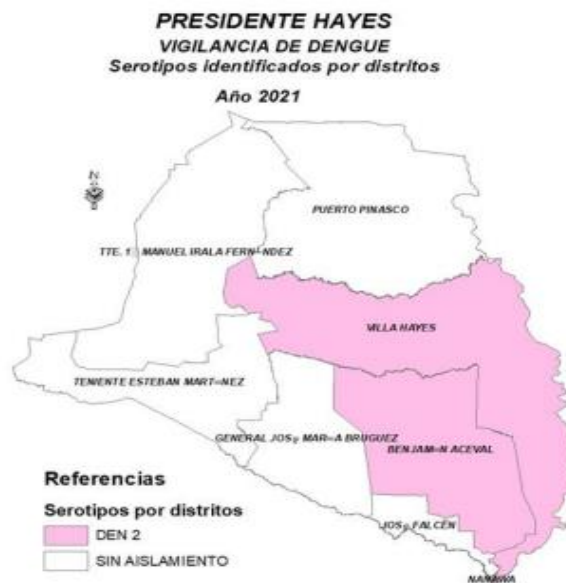 PRESIDENTE HAYES
VIGILANCIA DE DENGUE
Serotipos identificados por distritos
Año 2021
N
PUERTO PINASCO
TTE. 1 MANUEL IRALA FERN┴NDEZ
VILLA HAYES
TENIENTE ESTEBAN MART═NEZ
GENERAL JOS╔ MAR═A BRUGUEZ
BENJAM═N ACEVAL
JOS╔ FALCÉN
NANAWA
Referencias
Serotipos por distritos
DEN 2
SIN AISLAMIENTO